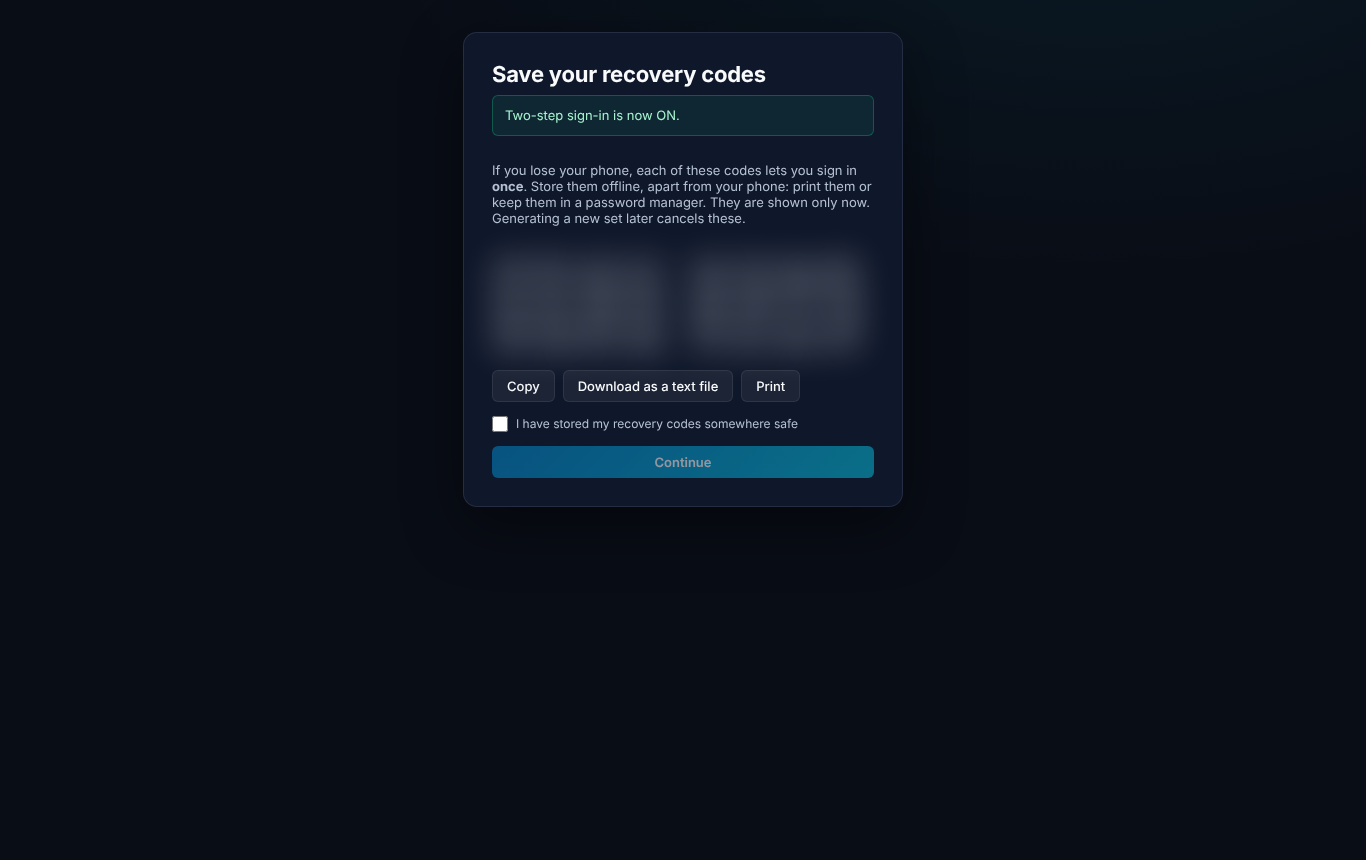 Save your recovery codes
Two-step sign-in is now ON.
If you lose your phone, each of these codes lets you sign in
once. Store them offline, apart from your phone: print them or
keep them in a password manager. They are shown only now.
Generating a new set later cancels these.
Copy
Download as a text file
Print
I have stored my recovery codes somewhere safe
Continue